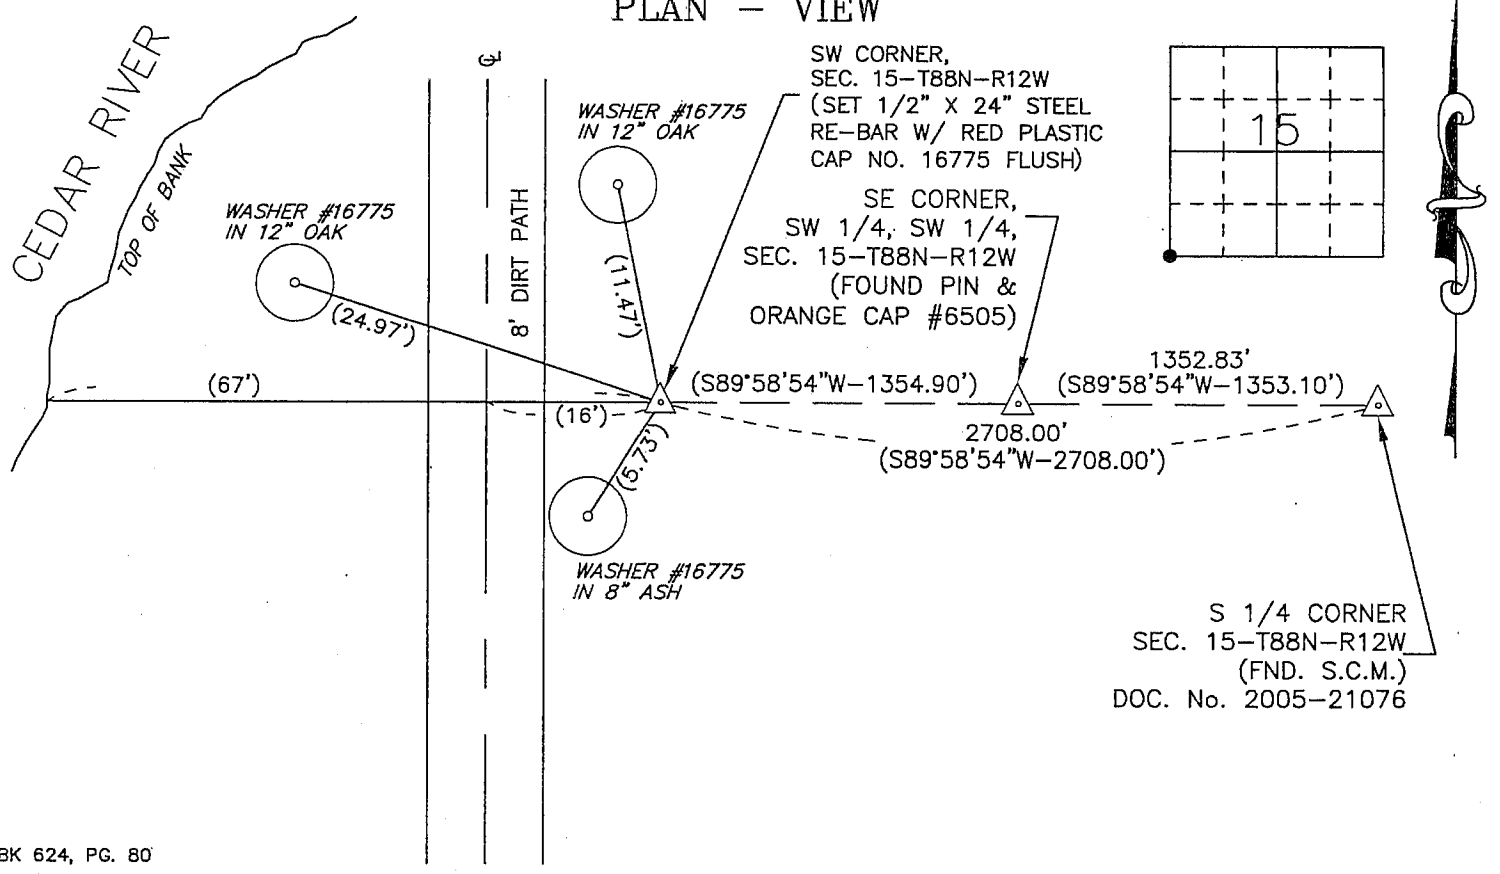 PLAN – VIEW
CEDAR RIVER
TOP OF BANK
℄
8' DIRT PATH
WASHER #16775
IN 12" OAK
WASHER #16775
IN 12" OAK
SW CORNER,
SEC. 15–T88N–R12W
(SET 1/2" X 24" STEEL
RE–BAR W/ RED PLASTIC
CAP NO. 16775 FLUSH)
SE CORNER,
SW 1/4, SW 1/4,
SEC. 15–T88N–R12W
(FOUND PIN &
ORANGE CAP #6505)
15
(24.97')
(11.47')
(67')
(16')
(5.73')
(S89°58'54"W–1354.90')
1352.83'
(S89°58'54"W–1353.10')
2708.00'
(S89°58'54"W–2708.00')
WASHER #16775
IN 8" ASH
S 1/4 CORNER
SEC. 15–T88N–R12W
(FND. S.C.M.)
DOC. No. 2005–21076
BK 624, PG. 80